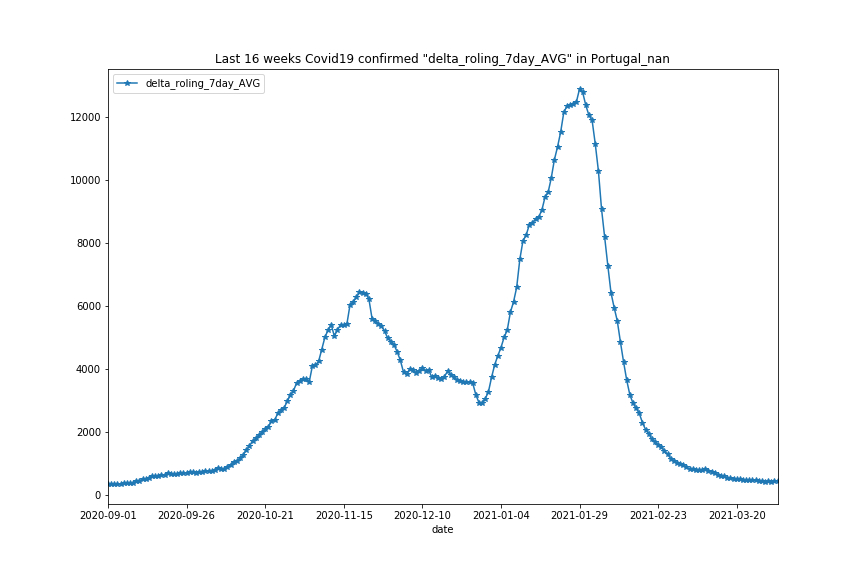 Last 16 weeks Covid19 confirmed "delta_roling_7day_AVG" in Portugal_nan
delta_roling_7day_AVG
12000
10000
8000
6000
4000
2000
0
2020-09-01 2020-09-26 2020-10-21 2020-11-15 2020-12-10 2021-01-04 2021-01-29 2021-02-23 2021-03-20
date